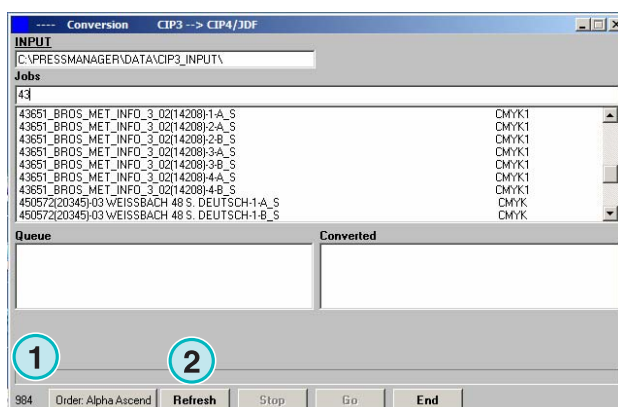 ---- Conversion CIP3 --> CIP4/JDF
INPUT
C:\PRESSMANAGER\DATA\CIP3_INPUT\
Jobs
43
43651_BROS_MET_INFO_3_02(14208)-1-A_S CMYK1
43651_BROS_MET_INFO_3_02(14208)-2-A_S CMYK1
43651_BROS_MET_INFO_3_02(14208)-2-B_S CMYK1
43651_BROS_MET_INFO_3_02(14208)-3-A_S CMYK1
43651_BROS_MET_INFO_3_02(14208)-3-B_S CMYK1
43651_BROS_MET_INFO_3_02(14208)-4-A_S CMYK1
43651_BROS_MET_INFO_3_02(14208)-4-B_S CMYK1
450572(20345)-03 WEISSBACH 48 S. DEUTSCH-1-A_S CMYK
450572(20345)-03 WEISSBACH 48 S. DEUTSCH-1-B_S CMYK
Queue Converted
1 2
984 Order: Alpha Ascend Refresh Stop Go End